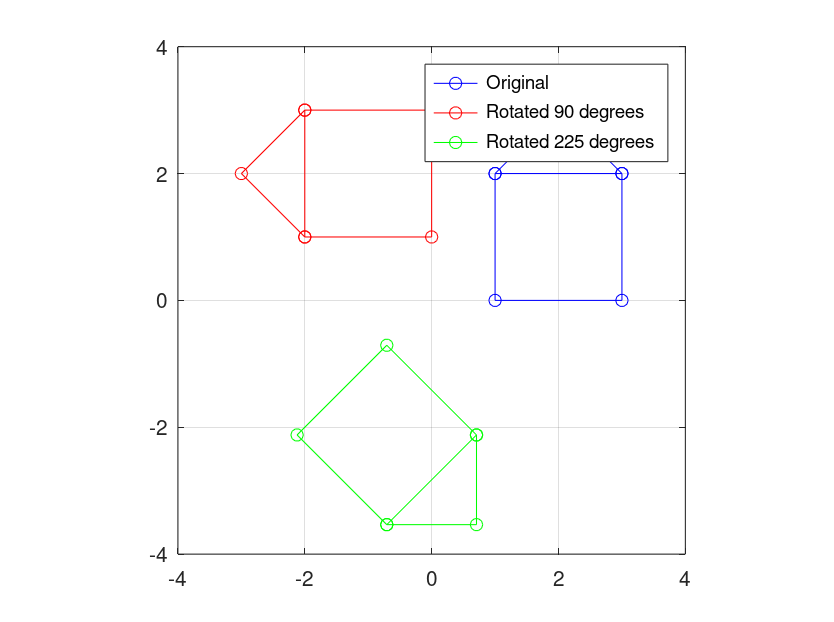 4
Original
Rotated 90 degrees
Rotated 225 degrees
2
0
-2
-4
-4 -2 0 2 4